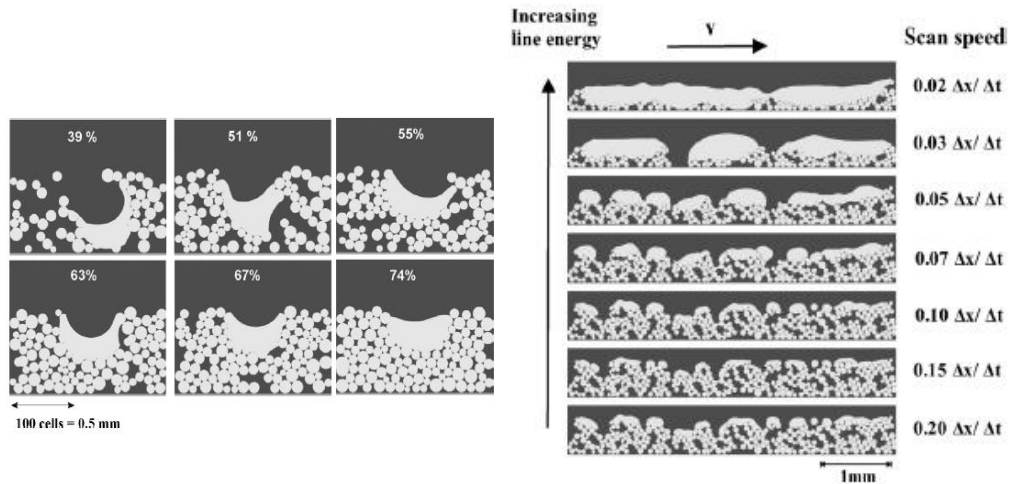 39 %
51 %
55%
63%
67%
74%
100 cells = 0.5 mm
Increasing
line energy
v
Scan speed
0.02 Δx/ Δt
0.03 Δx/ Δt
0.05 Δx/ Δt
0.07 Δx/ Δt
0.10 Δx/ Δt
0.15 Δx/ Δt
0.20 Δx/ Δt
1mm